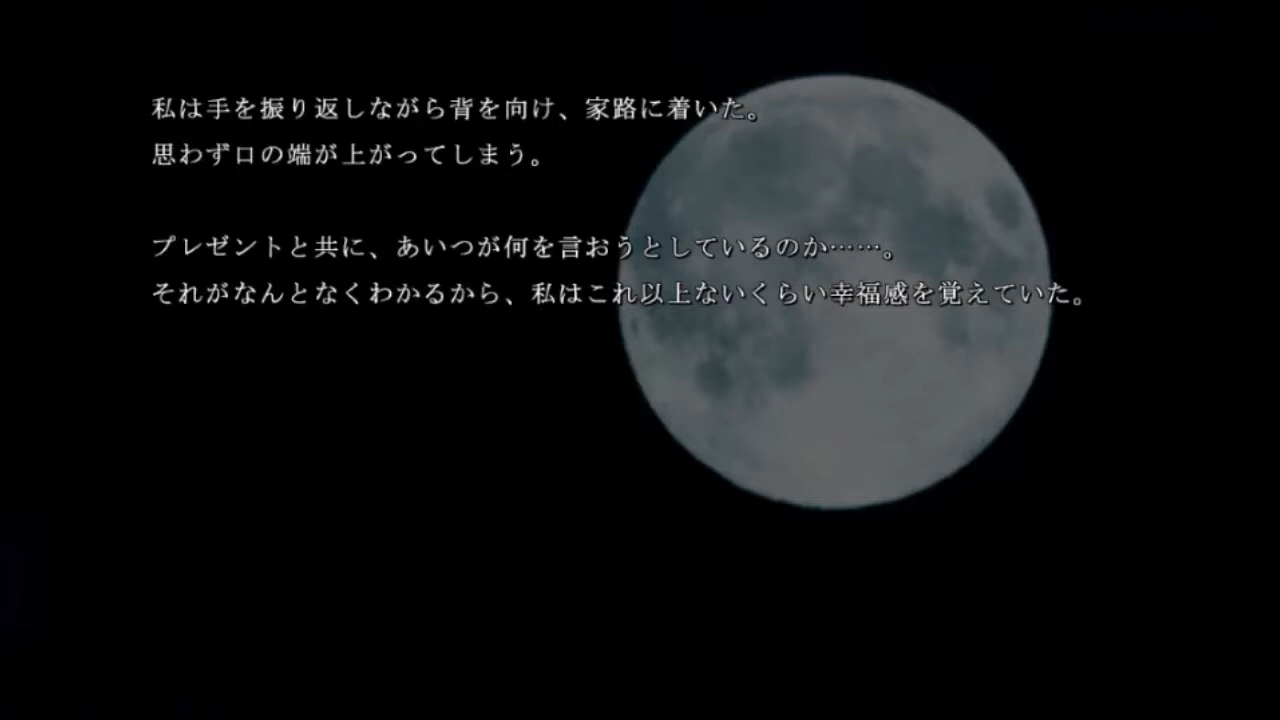 私は手を振り返しながら背を向け、家路に着いた。
思わず口の端が上がってしまう。
プレゼントと共に、あいつが何を言おうとしているのか……。
それがなんとなくわかるから、私はこれ以上ないくらい幸福感を覚えていた。